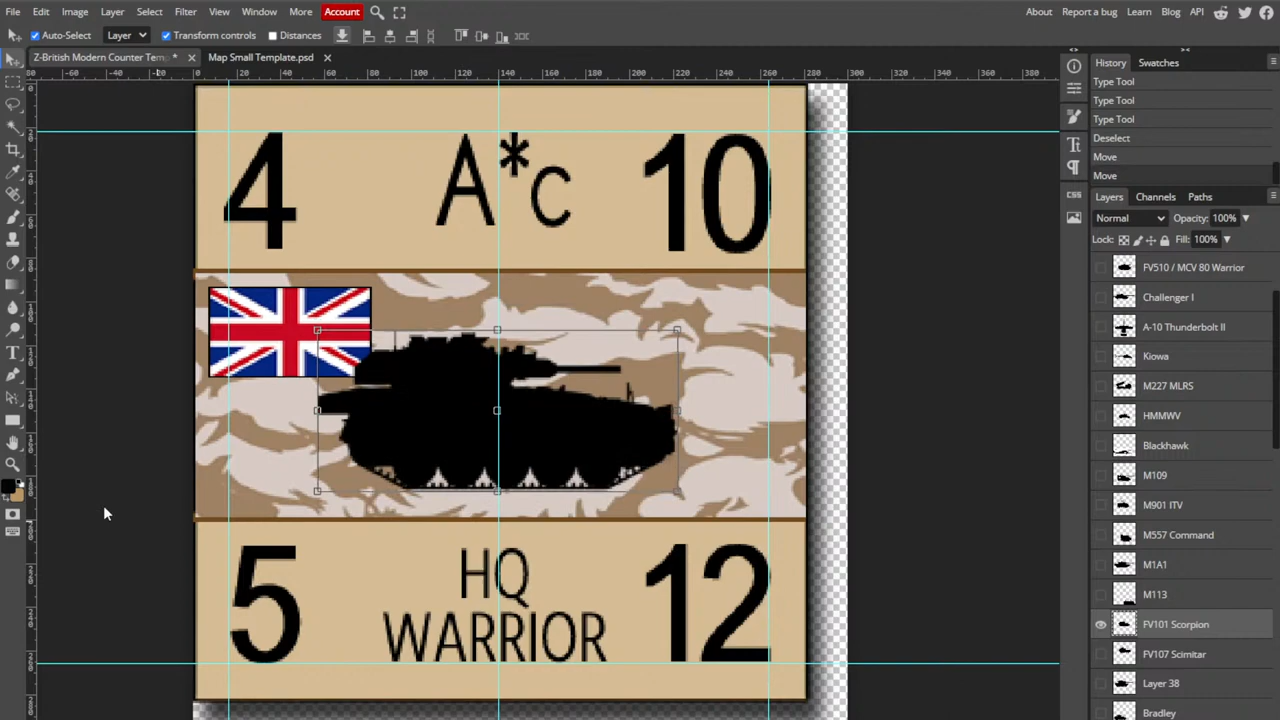 File Edit Image Layer Select Filter View Window More Account About Report a bug Learn Blog API
Auto-Select Layer Transform controls Distances
Z-British Modern Counter Tem * Map Small Template.psd
History Swatches
Type Tool
Type Tool
Type Tool
Deselect
Move
Move
Layers Channels Paths
Normal Opacity: 100%
Lock: Fill: 100%
FV510 / MCV 80 Warrior
Challenger I
A-10 Thunderbolt II
Kiowa
M227 MLRS
HMMWV
Blackhawk
M109
M901 ITV
M557 Command
M1A1
M113
FV101 Scorpion
FV107 Scimitar
Layer 38
Bradley
CSS
4 A*c 10
5 HQ 12
WARRIOR